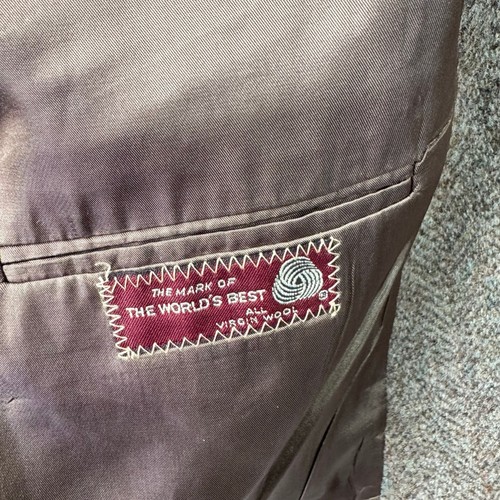 THE MARK OF
THE WORLD'S BEST
ALL
VIRGIN WOOL